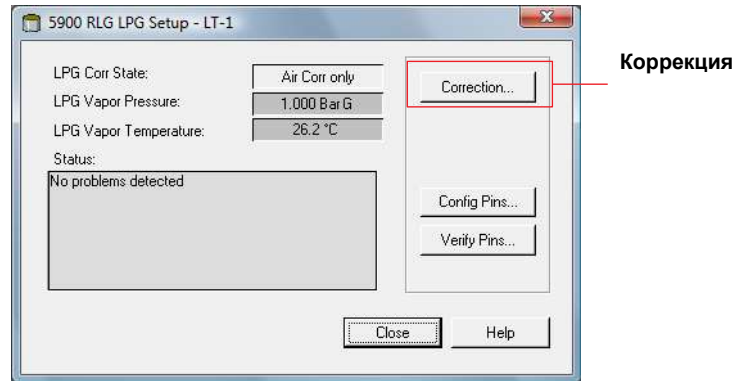 5900 RLG LPG Setup - LT-1
LPG Corr State: Air Corr only
LPG Vapor Pressure: 1.000 Bar G
LPG Vapor Temperature: 26.2 °C
Status:
No problems detected
Correction...
Коррекция
Config Pins...
Verify Pins...
Close Help